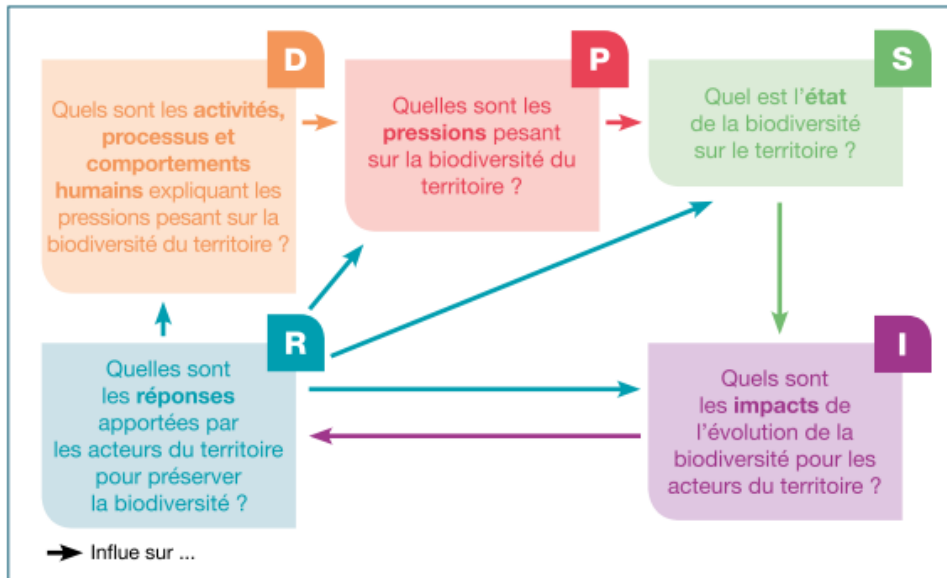 D
Quels sont les activités,
processus et
comportements
humains expliquant les
pressions pesant sur la
biodiversité du territoire ?
P
Quelles sont les
pressions pesant
sur la biodiversité du
territoire ?
S
Quel est l'état
de la biodiversité
sur le territoire ?
R
Quelles sont
les réponses
apportées par
les acteurs du territoire
pour préserver
la biodiversité ?
I
Quels sont
les impacts de
l'évolution de la
biodiversité pour les
acteurs du territoire ?
Influe sur ...